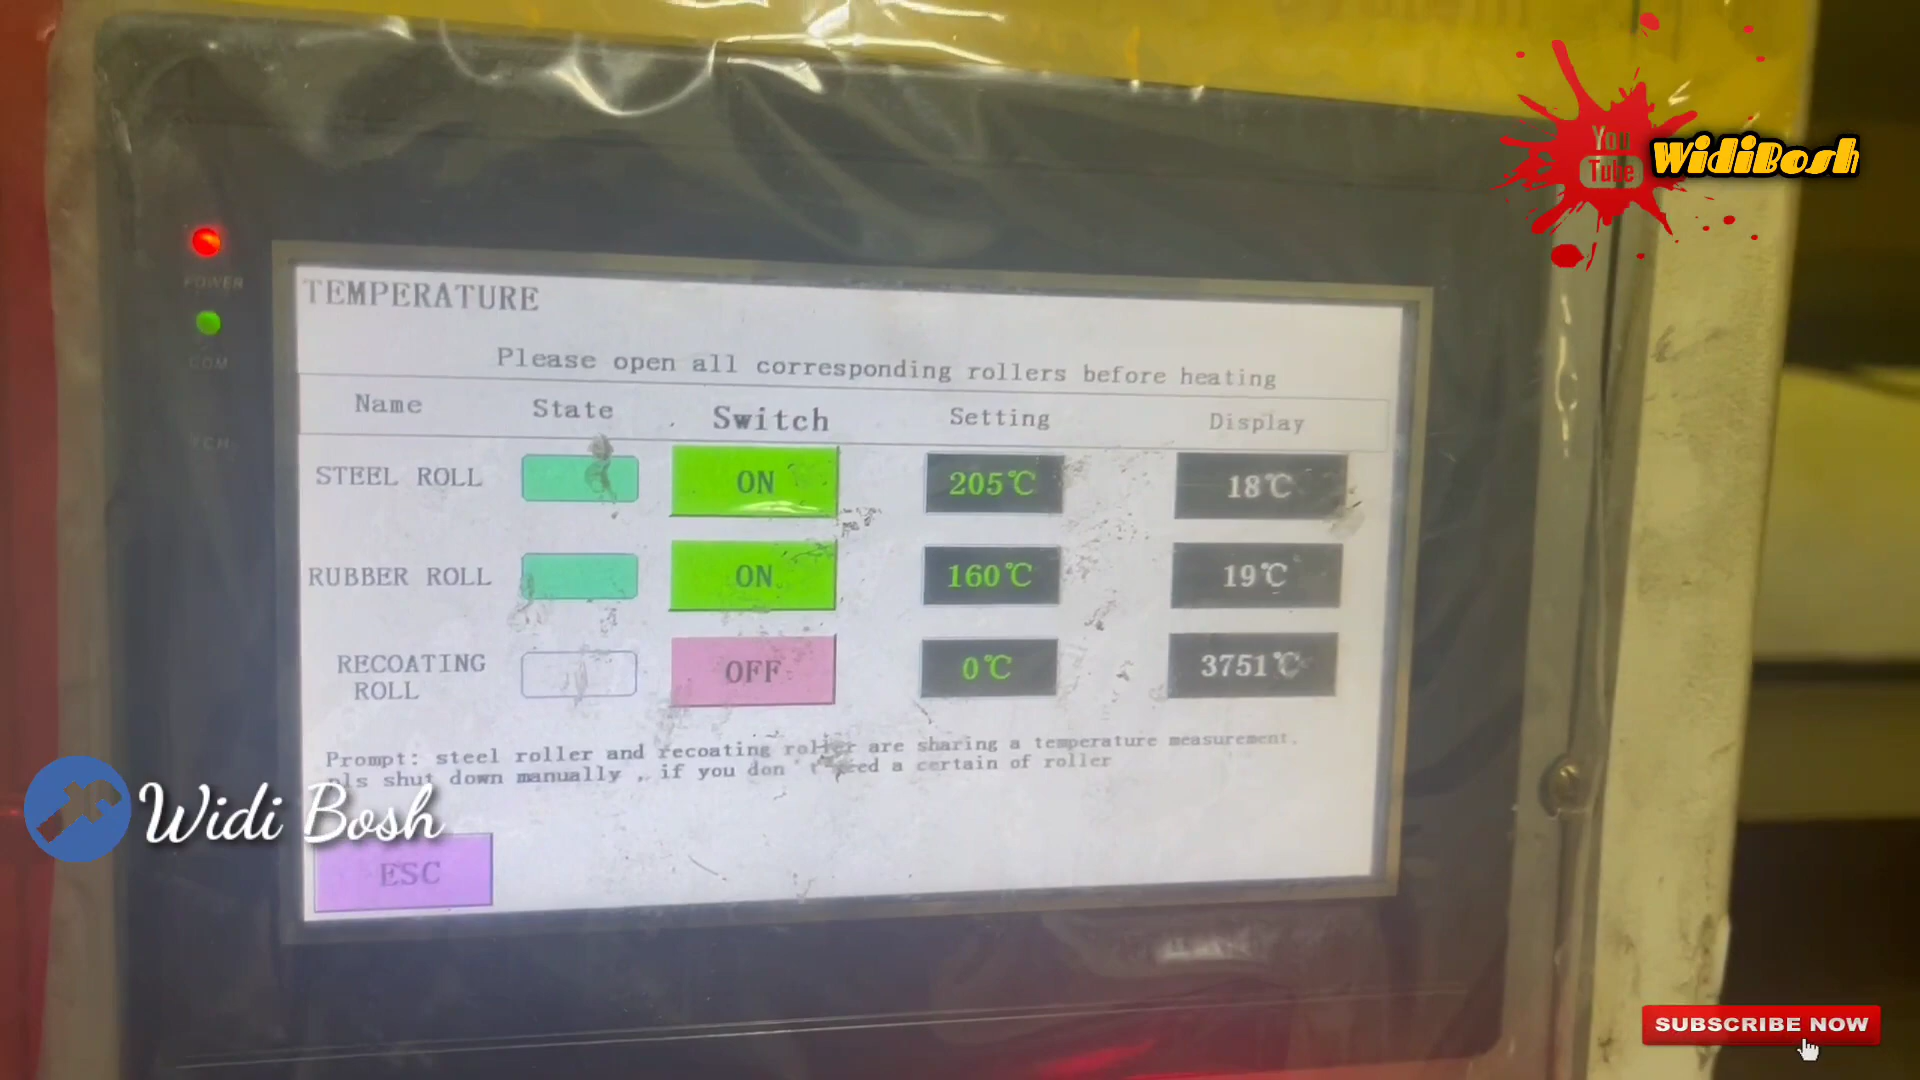 You
Tube
WidiBosh
POWER
COM
TEMPERATURE
Please open all corresponding rollers before heating
Name State Switch Setting Display
STEEL ROLL ON 205℃ 18℃
RUBBER ROLL ON 160℃ 19℃
RECOATING
ROLL
OFF 0℃ 3751℃
Prompt: steel roller and recoating roller are sharing a temperature measurement.
pls shut down manually , if you don't need a certain of roller
Widi Bosh
ESC
SUBSCRIBE NOW